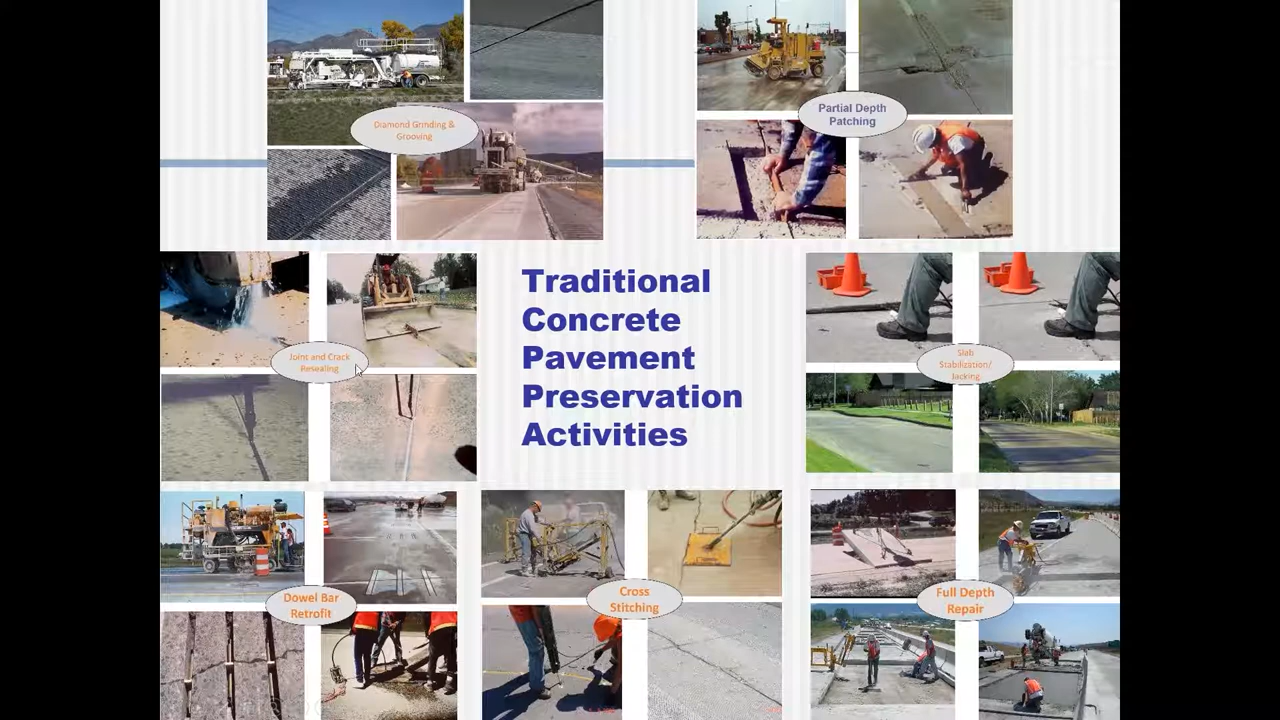 Diamond Grinding &
Grooving
Partial Depth
Patching
Joint and Crack
Resealing
Traditional
Concrete
Pavement
Preservation
Activities
Slab
Stabilization/
Jacking
Dowel Bar
Retrofit
Cross
Stitching
Full Depth
Repair